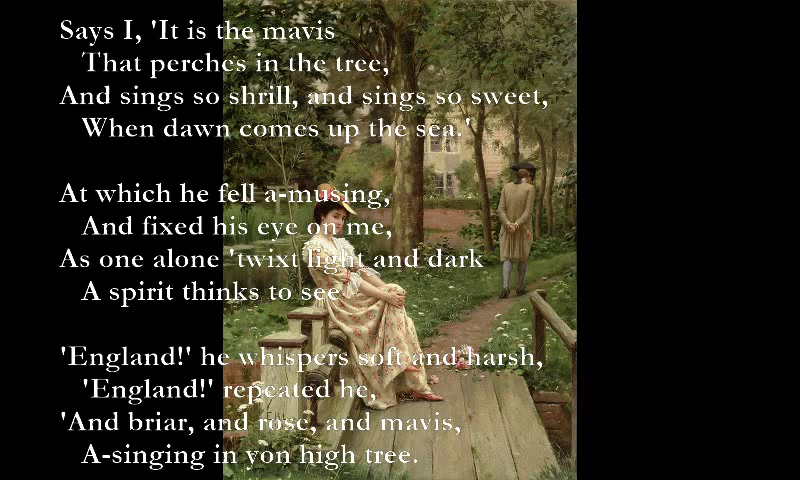 Says I, 'It is the mavis
That perches in the tree,
And sings so shrill, and sings so sweet,
When dawn comes up the sea.'
At which he fell a-musing,
And fixed his eye on me,
As one alone 'twixt light and dark
A spirit thinks to see
'England!' he whispers soft and harsh,
'England!' repeated he,
'And briar, and rose, and mavis,
A-singing in yon high tree.